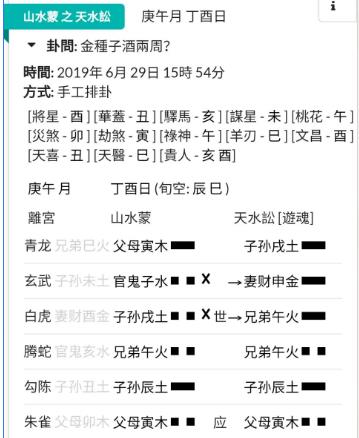 山水蒙 之 天水訟 庚午月 丁酉日 i
▼ 卦問: 金種子酒兩周?
時間: 2019年 6月 29日 15時 54分
方式: 手工排卦
[將星 - 酉 ] [華蓋 - 丑 ] [驛馬 - 亥 ] [謀星 - 未 ] [桃花 - 午 ]
[災煞 - 卯 ] [劫煞 - 寅 ] [祿神 - 午 ] [羊刃 - 巳 ] [文昌 - 酉 ]
[天喜 - 丑 ] [天醫 - 巳 ] [貴人 - 亥 酉]
庚午 月 丁酉日 (旬空: 辰 巳 )
離宮 山水蒙 天水訟 [遊魂]
青龙 兄弟巳火 父母寅木 子孙戌土
玄武 子孙未土 官鬼子水 X →妻财申金
白虎 妻财酉金 子孙戌土 X 世→兄弟午火
腾蛇 官鬼亥水 兄弟午火 兄弟午火
勾陈 子孙丑土 子孙辰土 子孙辰土
朱雀 父母卯木 父母寅木 应 父母寅木